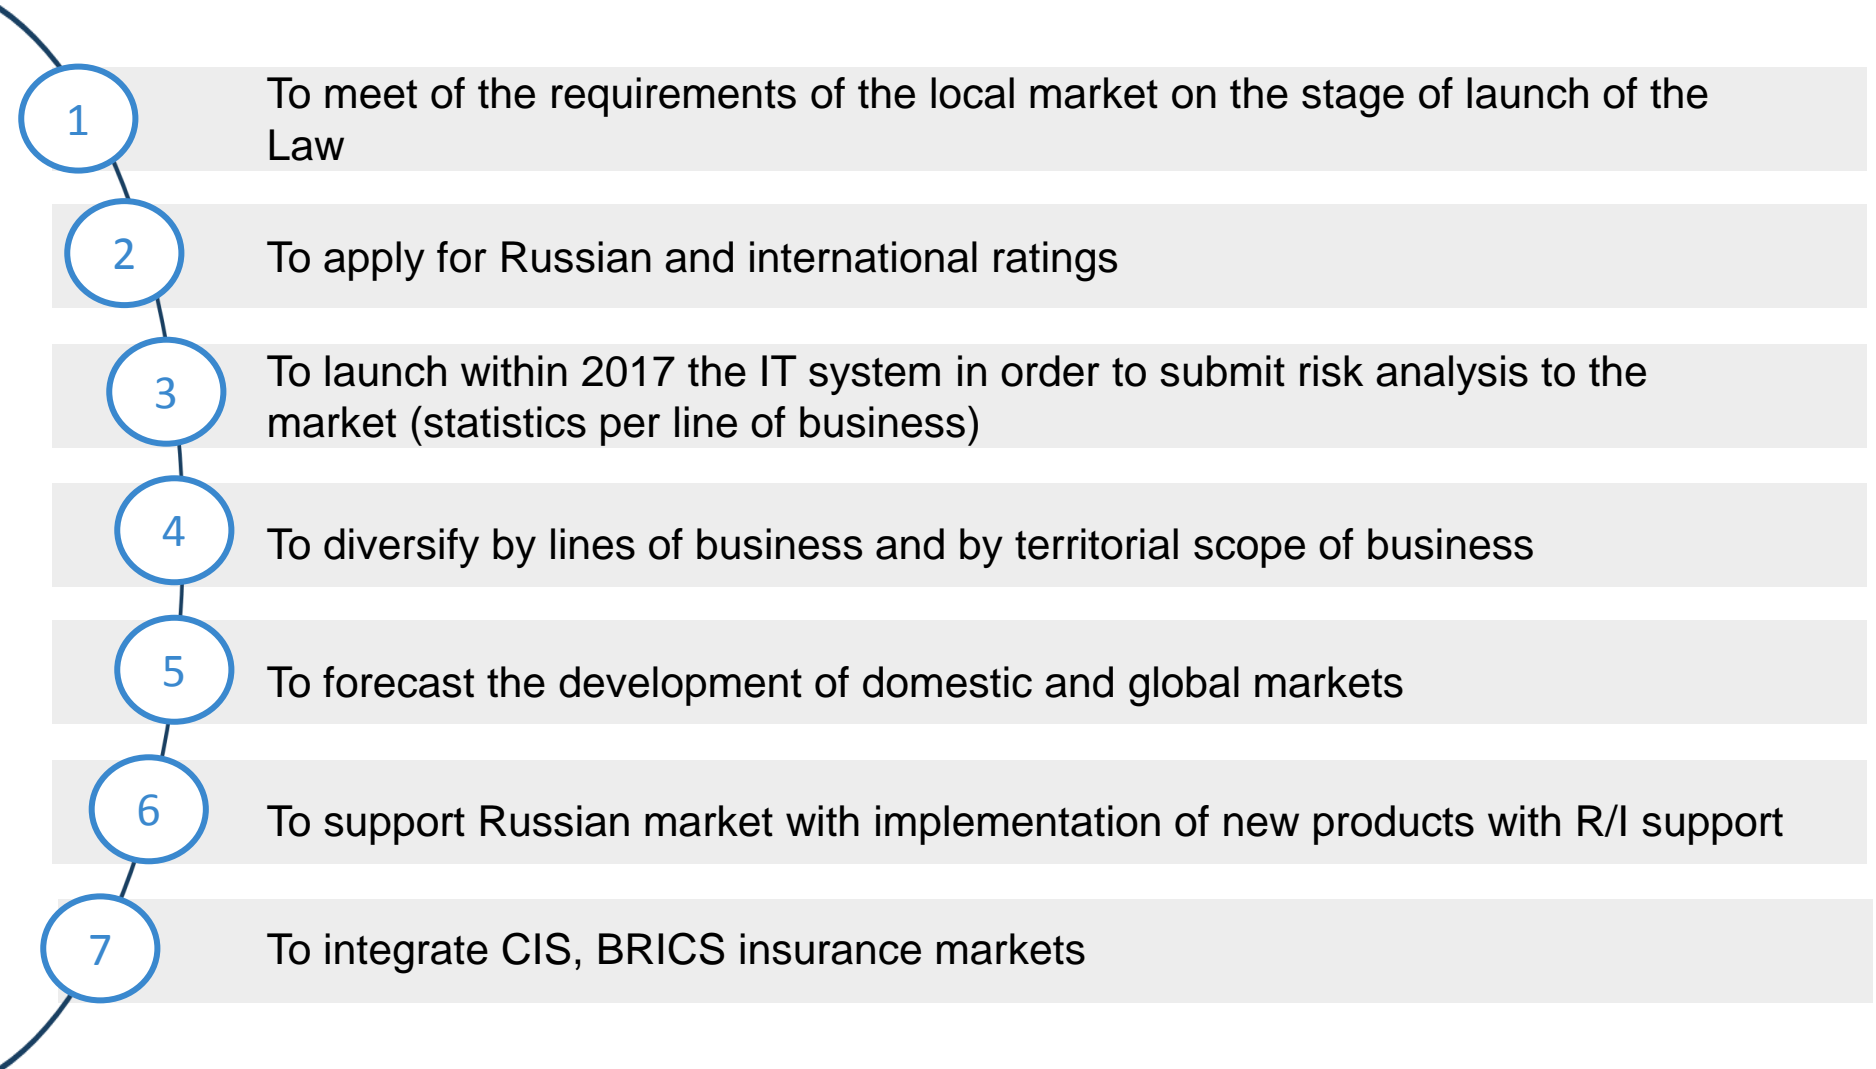 1
To meet of the requirements of the local market on the stage of launch of the
Law
2
To apply for Russian and international ratings
3
To launch within 2017 the IT system in order to submit risk analysis to the
market (statistics per line of business)
4
To diversify by lines of business and by territorial scope of business
5
To forecast the development of domestic and global markets
6
To support Russian market with implementation of new products with R/I support
7
To integrate CIS, BRICS insurance markets